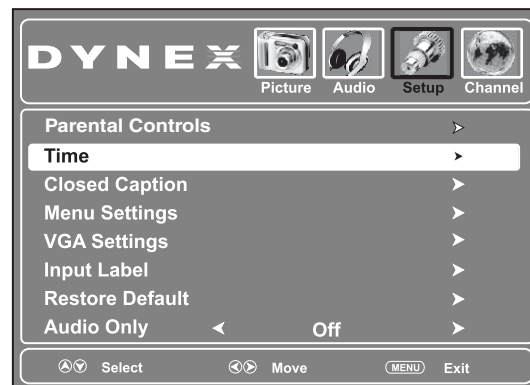 DYNEX
Picture Audio Setup Channel
Parental Controls
Time
Closed Caption
Menu Settings
VGA Settings
Input Label
Restore Default
Audio Only Off
Select Move MENU Exit